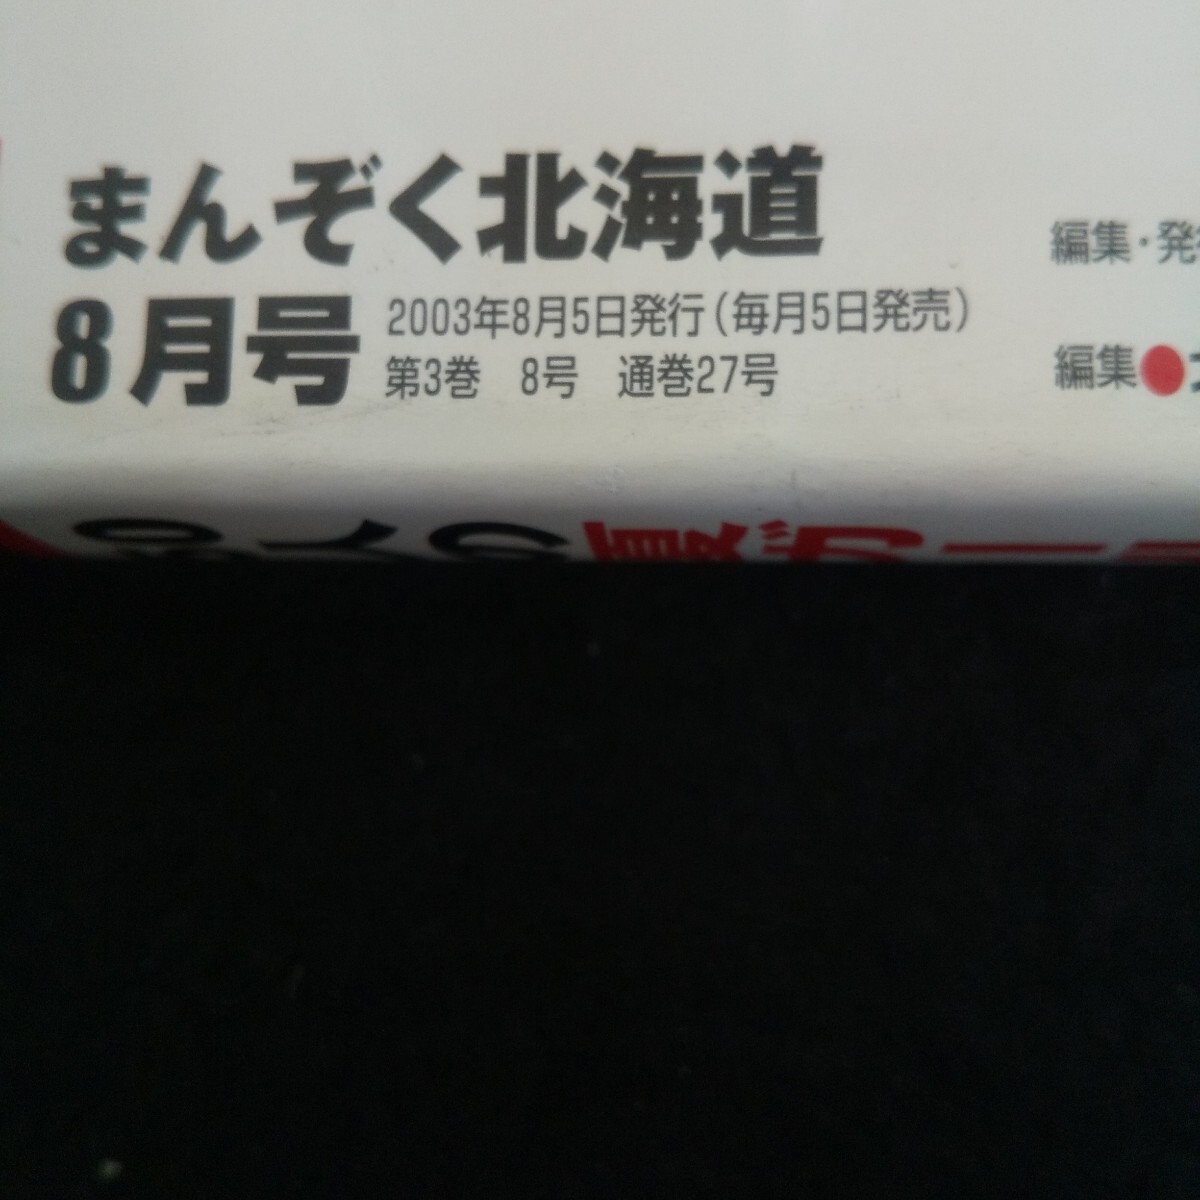 まんぞく北海道
8月号
2003年8月5日発行(毎月5日発売)
第3巻 8号 通巻27号
編集・発
編集●